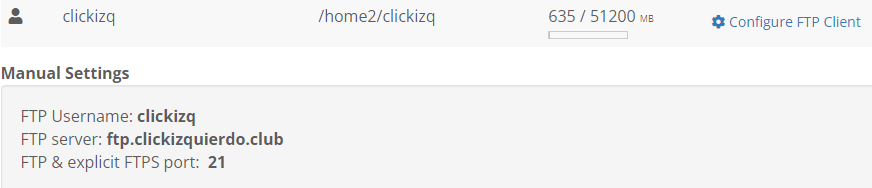 clickizq /home2/clickizq 635 / 51200 MB Configure FTP Client
Manual Settings
FTP Username: clickizq
FTP server: ftp.clickizquierdo.club
FTP & explicit FTPS port: 21